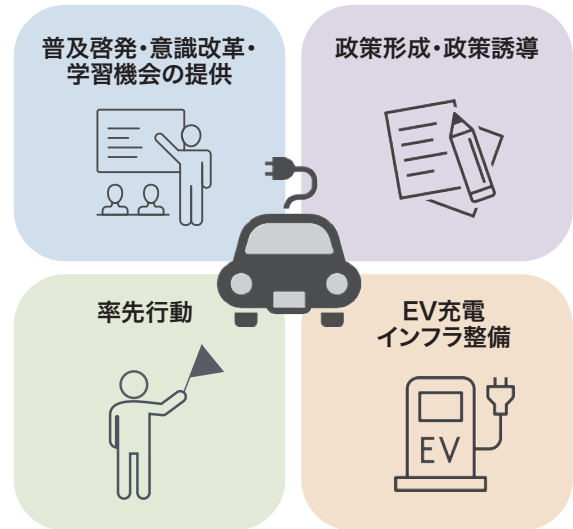 普及啓発・意識改革・
学習機会の提供
政策形成・政策誘導
率先行動
EV充電
インフラ整備
EV